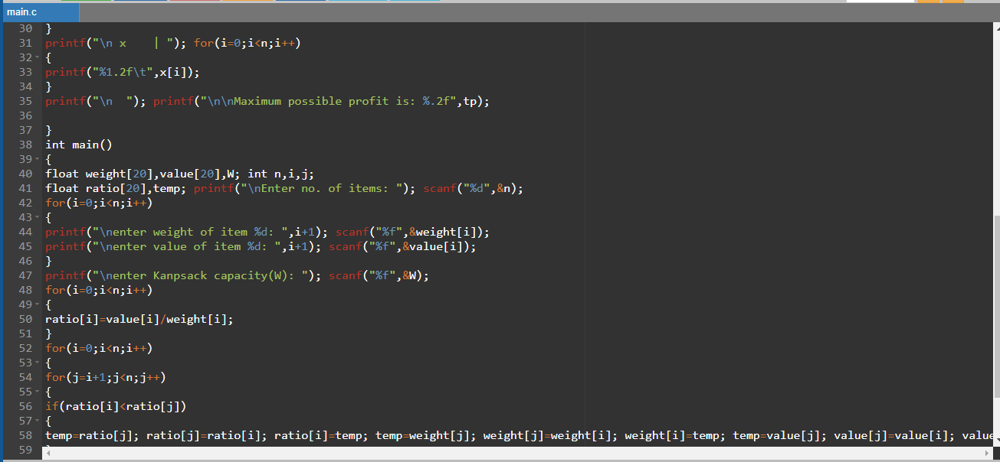 main.c
30 }
31 printf("\n x    | "); for(i=0;i<n;i++)
32 {
33 printf("%1.2f\t",x[i]);
34 }
35 printf("\n  "); printf("\n\nMaximum possible profit is: %.2f",tp);
36
37 }
38 int main()
39 {
40 float weight[20],value[20],W; int n,i,j;
41 float ratio[20],temp; printf("\nEnter no. of items: "); scanf("%d",&n);
42 for(i=0;i<n;i++)
43 {
44 printf("\nenter weight of item %d: ",i+1); scanf("%f",&weight[i]);
45 printf("\nenter value of item %d: ",i+1); scanf("%f",&value[i]);
46 }
47 printf("\nenter Kanpsack capacity(W): "); scanf("%f",&W);
48 for(i=0;i<n;i++)
49 {
50 ratio[i]=value[i]/weight[i];
51 }
52 for(i=0;i<n;i++)
53 {
54 for(j=i+1;j<n;j++)
55 {
56 if(ratio[i]<ratio[j])
57 {
58 temp=ratio[j]; ratio[j]=ratio[i]; ratio[i]=temp; temp=weight[j]; weight[j]=weight[i]; weight[i]=temp; temp=value[j]; value[j]=value[i]; value
59